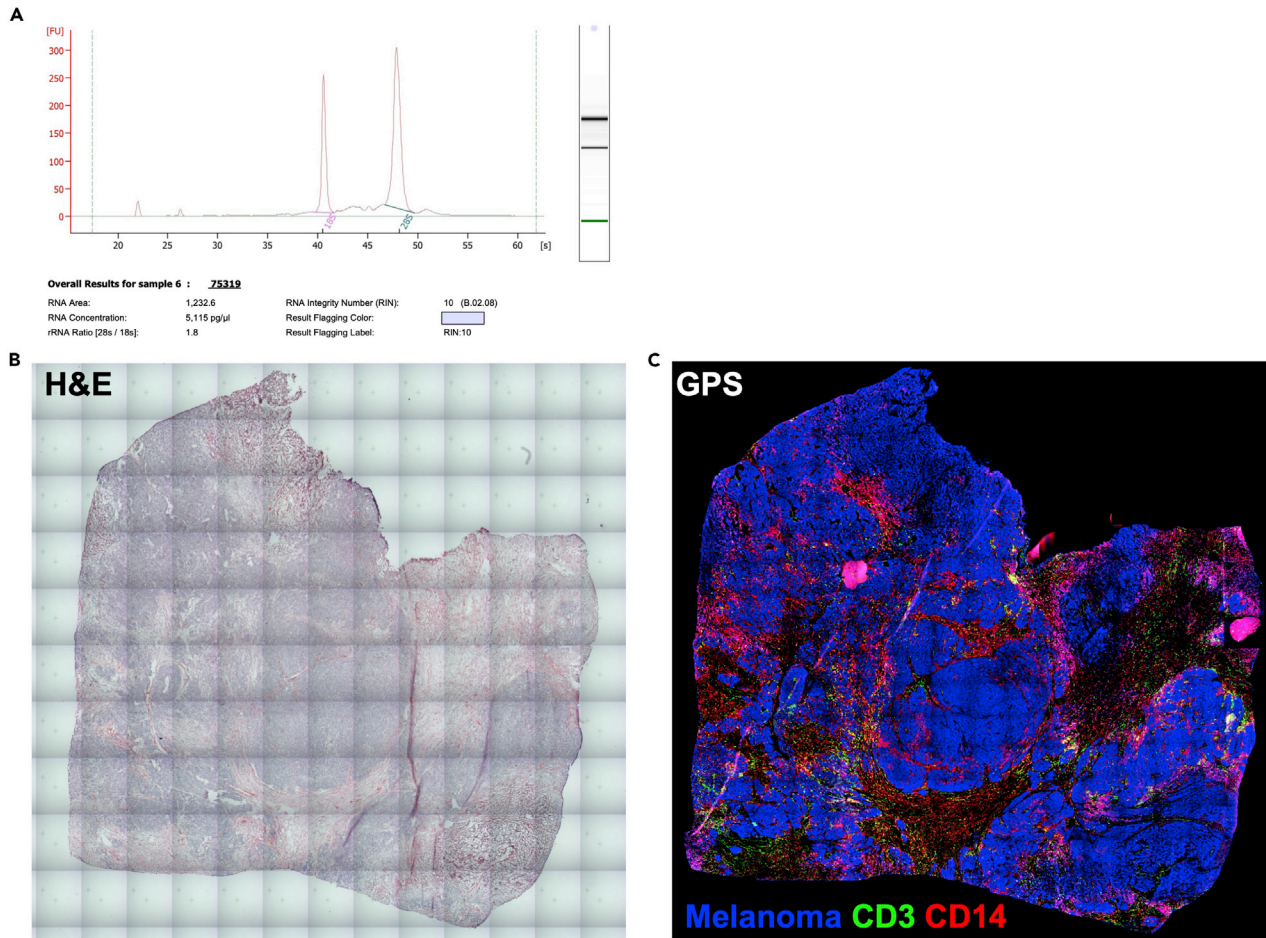 A
[FU]
300
250
200
150
100
50
0
20 25 30 35 40 45 50 55 60 [s]
18S
28S
Overall Results for sample 6 : 75319
RNA Area: 1,232.6 RNA Integrity Number (RIN): 10 (B.02.08)
RNA Concentration: 5,115 pg/µl Result Flagging Color:
rRNA Ratio [28s / 18s]: 1.8 Result Flagging Label: RIN:10
B
H&E
C
GPS
Melanoma CD3 CD14